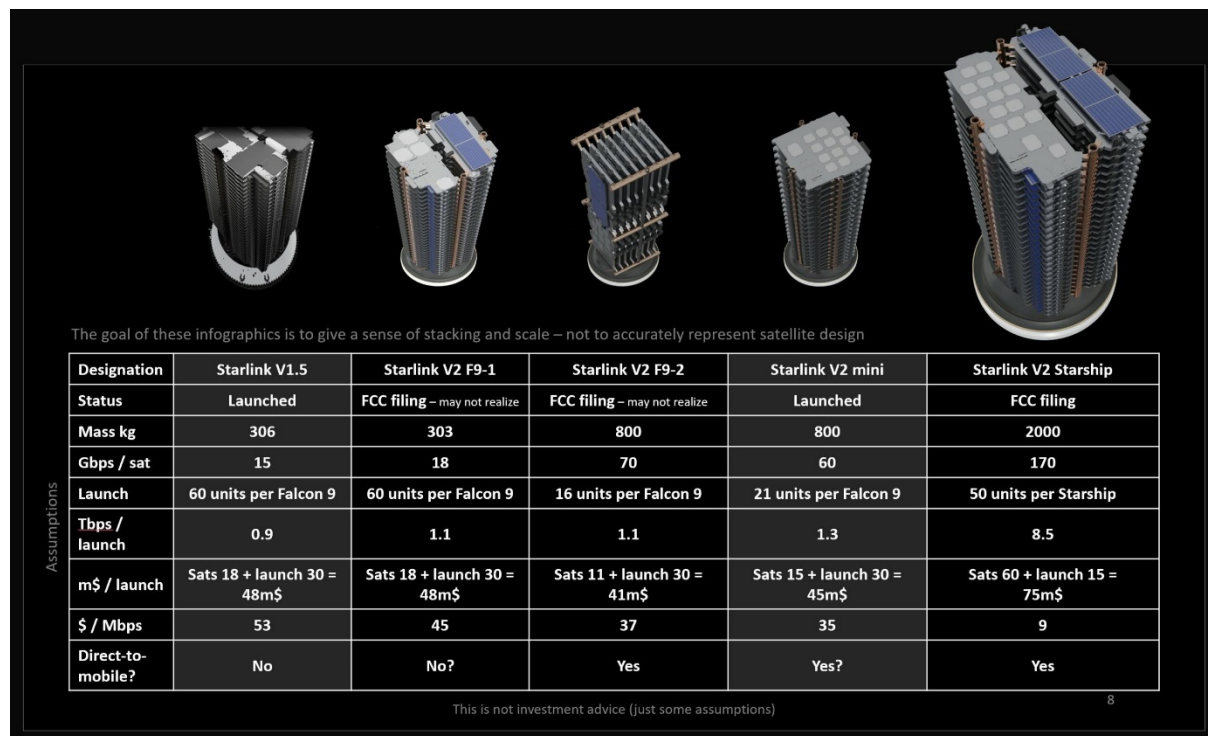 The goal of these infographics is to give a sense of stacking and scale – not to accurately represent satellite design
Assumptions
Designation Starlink V1.5 Starlink V2 F9-1 Starlink V2 F9-2 Starlink V2 mini Starlink V2 Starship
Status Launched FCC filing – may not realize FCC filing – may not realize Launched FCC filing
Mass kg 306 303 800 800 2000
Gbps / sat 15 18 70 60 170
Launch 60 units per Falcon 9 60 units per Falcon 9 16 units per Falcon 9 21 units per Falcon 9 50 units per Starship
Tbps /
launch 0.9 1.1 1.1 1.3 8.5
m$ / launch Sats 18 + launch 30 = Sats 18 + launch 30 = Sats 11 + launch 30 = Sats 15 + launch 30 = Sats 60 + launch 15 =
48m$ 48m$ 41m$ 45m$ 75m$
$ / Mbps 53 45 37 35 9
Direct-to-
mobile? No No? Yes Yes? Yes
8
This is not investment advice (just some assumptions)